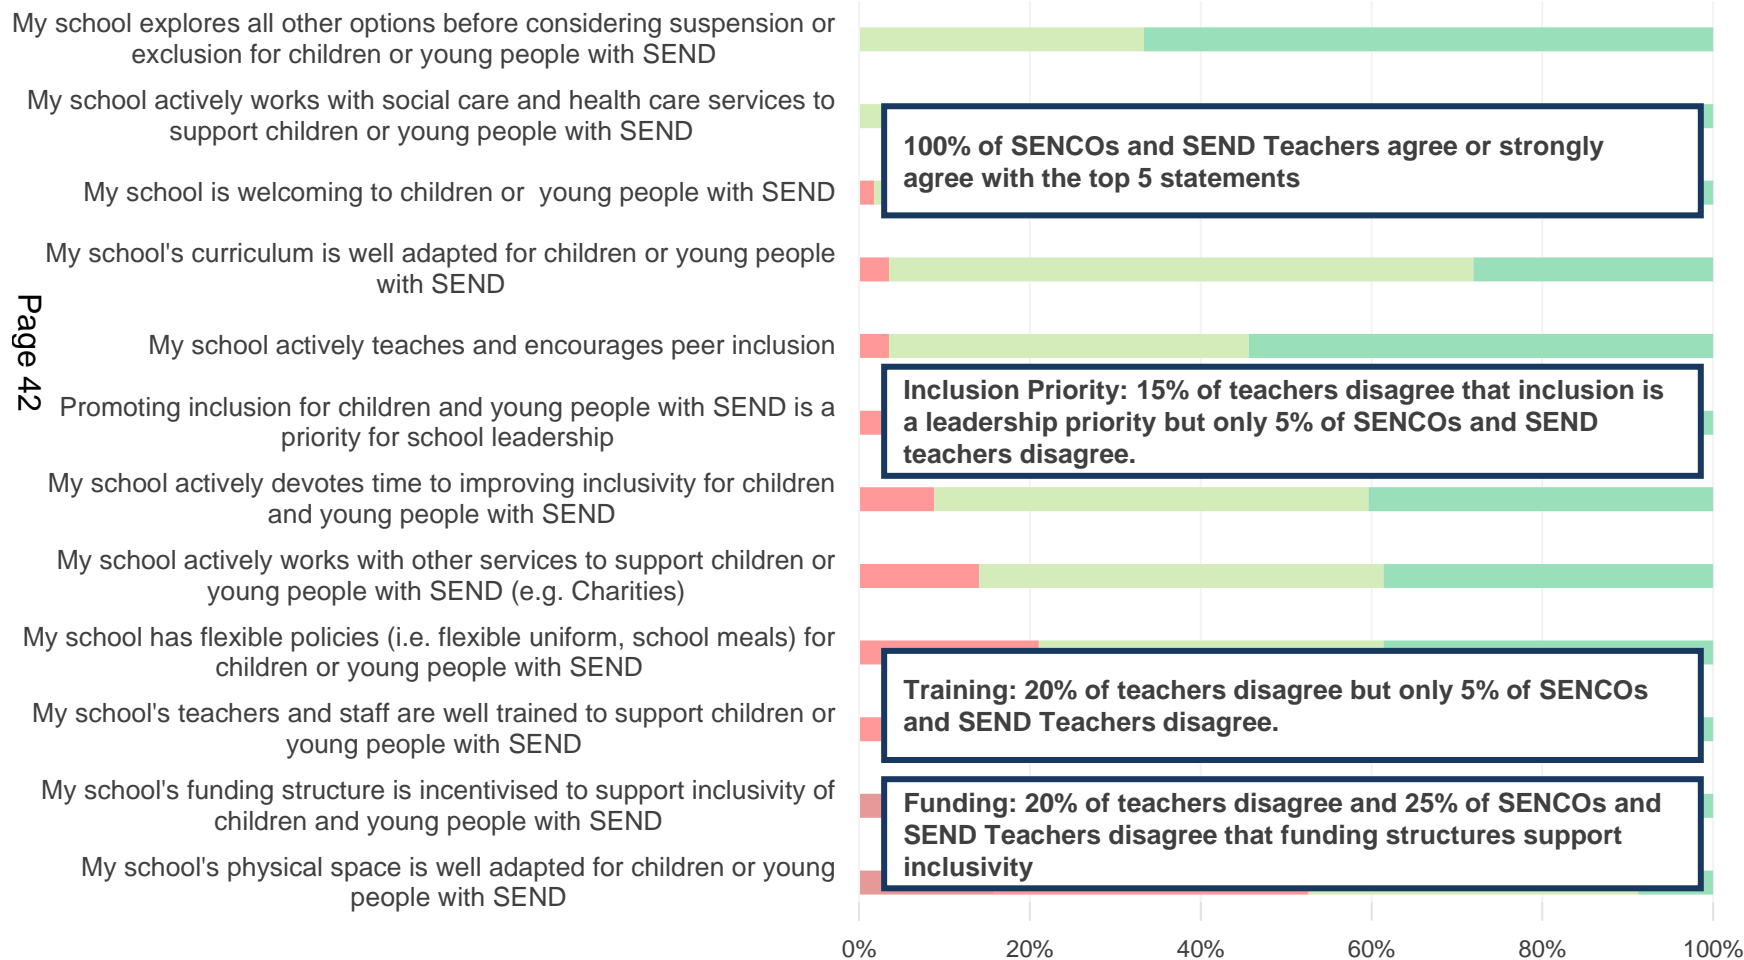 My school explores all other options before considering suspension or
exclusion for children or young people with SEND
My school actively works with social care and health care services to
support children or young people with SEND
My school is welcoming to children or  young people with SEND
My school's curriculum is well adapted for children or young people
with SEND
My school actively teaches and encourages peer inclusion
Promoting inclusion for children and young people with SEND is a
priority for school leadership
My school actively devotes time to improving inclusivity for children
and young people with SEND
My school actively works with other services to support children or
young people with SEND (e.g. Charities)
My school has flexible policies (i.e. flexible uniform, school meals) for
children or young people with SEND
My school's teachers and staff are well trained to support children or
young people with SEND
My school's funding structure is incentivised to support inclusivity of
children and young people with SEND
My school's physical space is well adapted for children or young
people with SEND
Page 42
100% of SENCOs and SEND Teachers agree or strongly
agree with the top 5 statements
Inclusion Priority: 15% of teachers disagree that inclusion is
a leadership priority but only 5% of SENCOs and SEND
teachers disagree.
Training: 20% of teachers disagree but only 5% of SENCOs
and SEND Teachers disagree.
Funding: 20% of teachers disagree and 25% of SENCOs and
SEND Teachers disagree that funding structures support
inclusivity
0% 20% 40% 60% 80% 100%